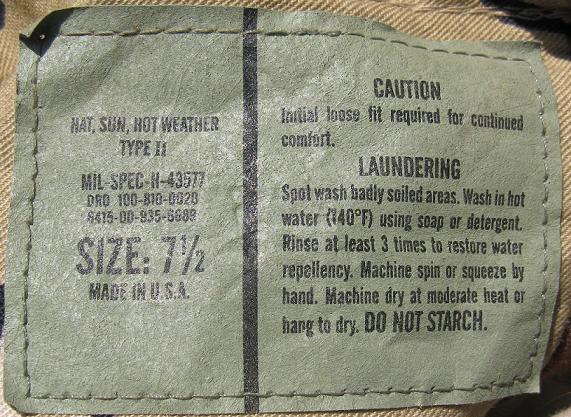 HAT, SUN, HOT WEATHER
TYPE II
MIL-SPEC-H-43577
DRO 100-810-0020
8415-00-935-6888
SIZE: 7½
MADE IN U.S.A.
CAUTION
Initial loose fit required for continued
comfort.
LAUNDERING
Spot wash badly soiled areas. Wash in hot
water (140°F) using soap or detergent.
Rinse at least 3 times to restore water
repellency. Machine spin or squeeze by
hand. Machine dry at moderate heat or
hang to dry. DO NOT STARCH.